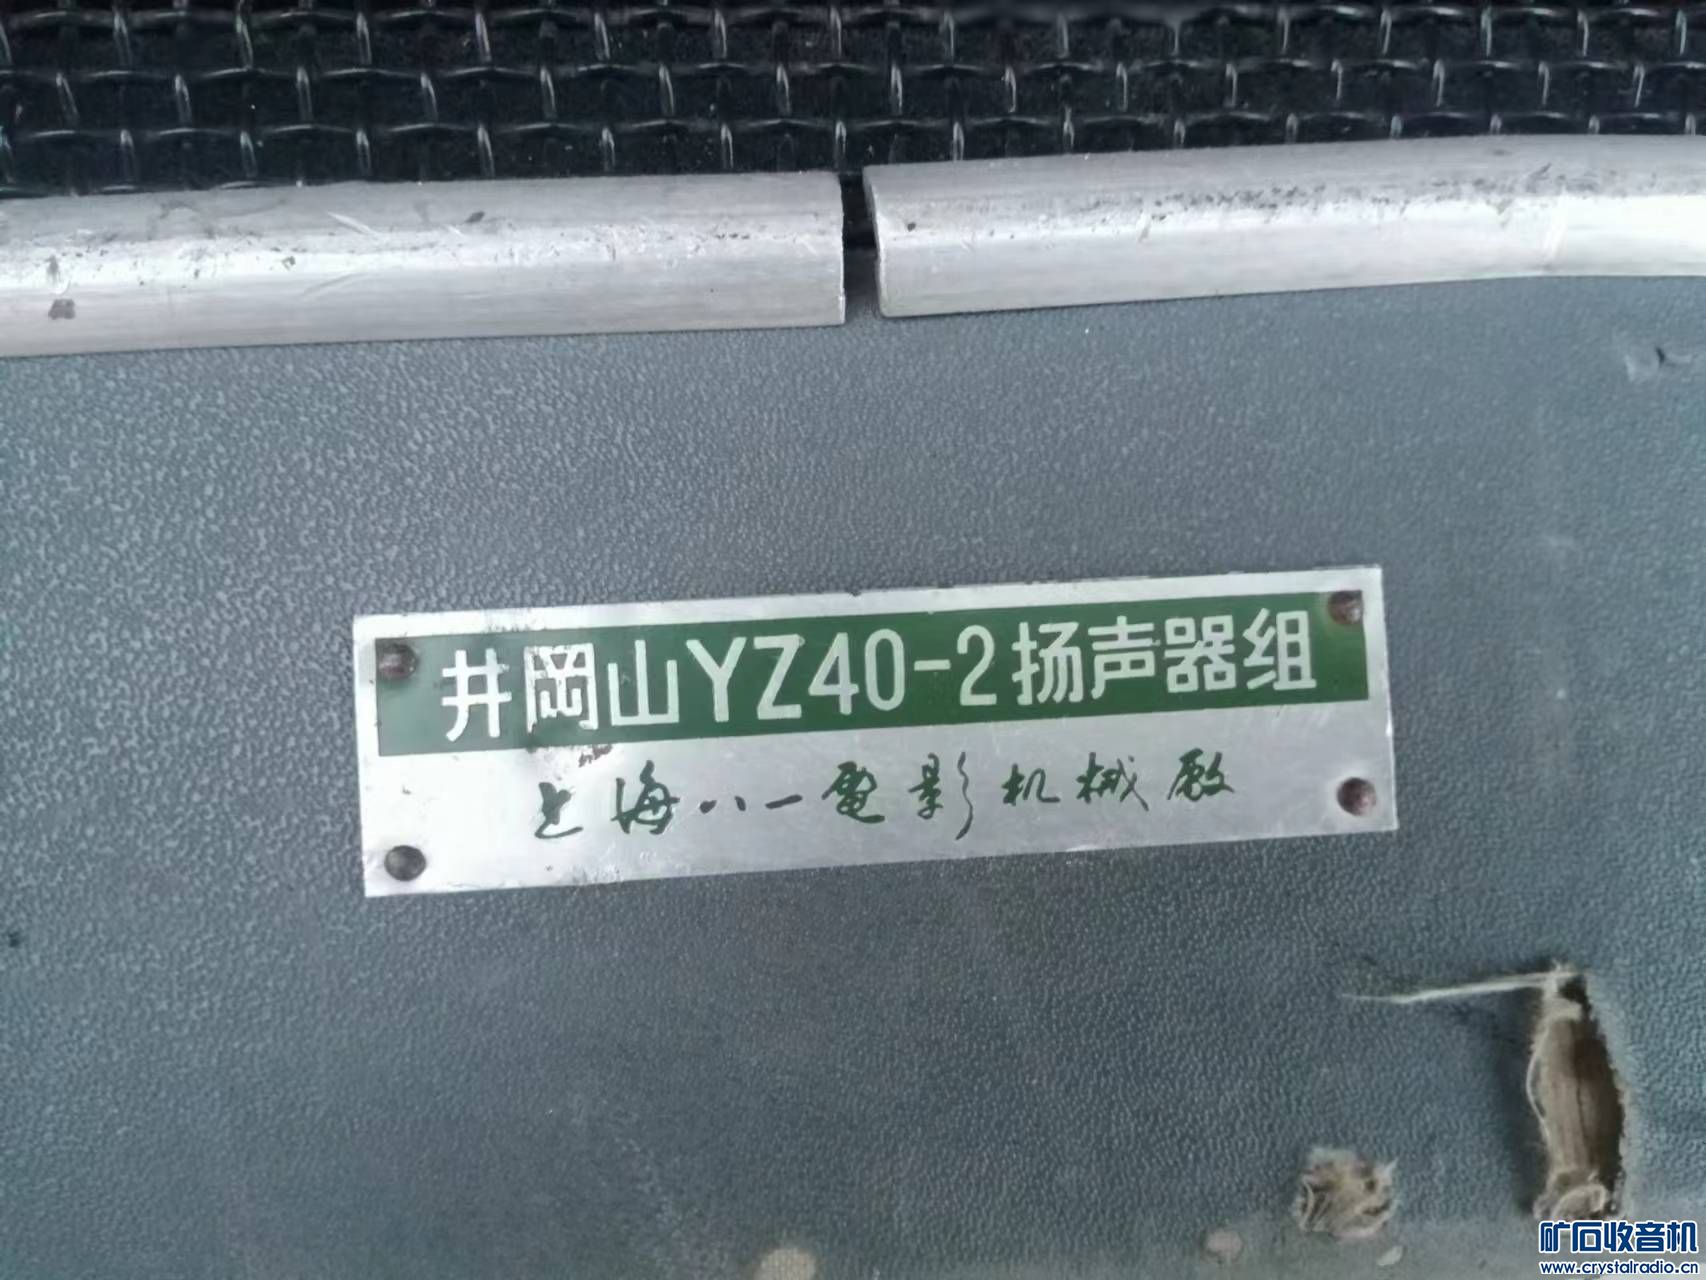 井岡山YZ40-2扬声器组
上海八一電影机械厰
矿石收音机
www.crystalradio.cn